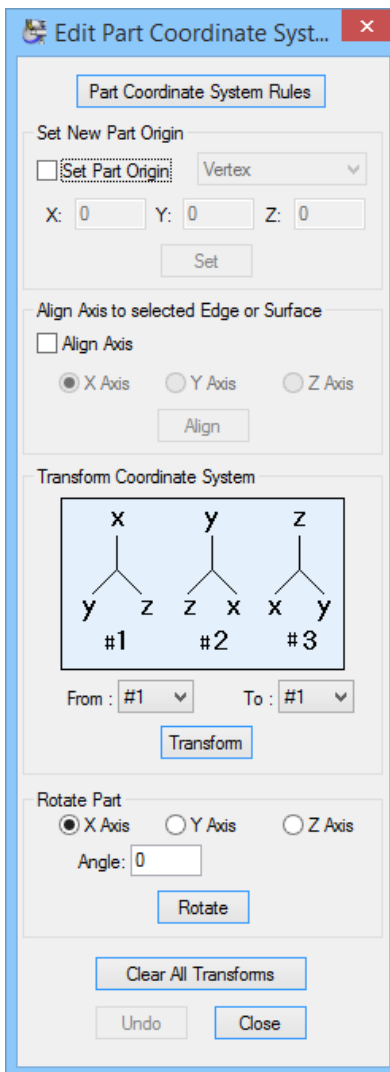 Edit Part Coordinate Syst...
Part Coordinate System Rules
Set New Part Origin
Set Part Origin Vertex
X: 0 Y: 0 Z: 0
Set
Align Axis to selected Edge or Surface
Align Axis
X Axis Y Axis Z Axis
Align
Transform Coordinate System
x y z
y z z x x y
#1 #2 #3
From : #1 To : #1
Transform
Rotate Part
X Axis Y Axis Z Axis
Angle: 0
Rotate
Clear All Transforms
Undo Close